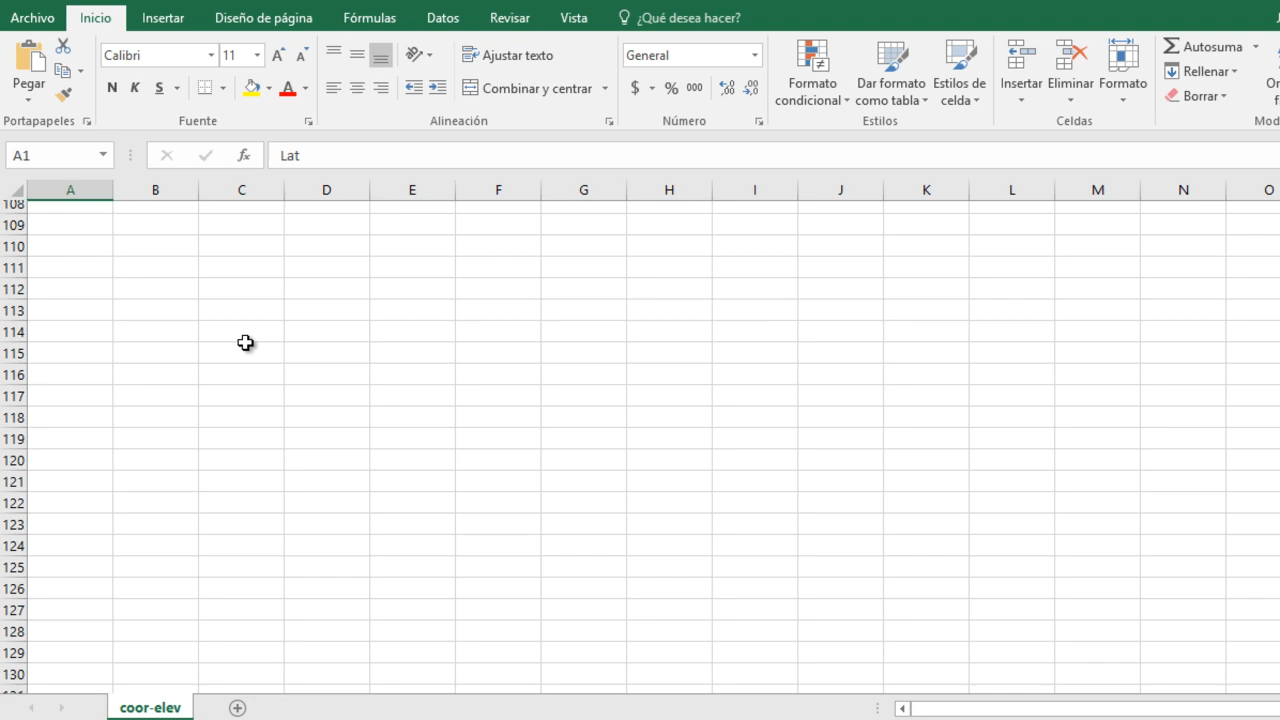 Archivo Inicio Insertar Diseño de página Fórmulas Datos Revisar Vista ¿Qué desea hacer?
Pegar
Portapapeles
Calibri 11
N K S
A
Fuente
Ajustar texto
Combinar y centrar
Alineación
General
$ % 000
Número
Formato condicional
Dar formato como tabla
Estilos de celda
Estilos
Insertar Eliminar Formato
Celdas
Autosuma
Rellenar
Borrar
A1 fx Lat
A B C D E F G H I J K L M N O
108
109
110
111
112
113
114
115
116
117
118
119
120
121
122
123
124
125
126
127
128
129
130
coor-elev